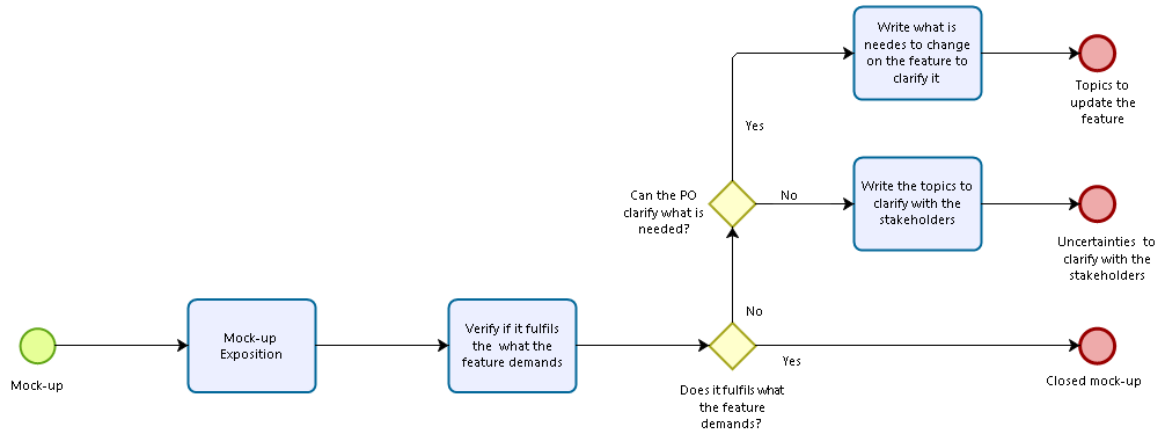 Write what is
needes to change
on the feature to
clarify it
Topics to
update the
feature
Yes
Can the PO
clarify what is
needed?
No
Write the topics to
clarify with the
stakeholders
Uncertainties to
clarify with the
stakeholders
No
Mock-up
Mock-up
Exposition
Verify if it fulfils
the what the
feature demands
Does it fulfils what
the feature
demands?
Yes
Closed mock-up